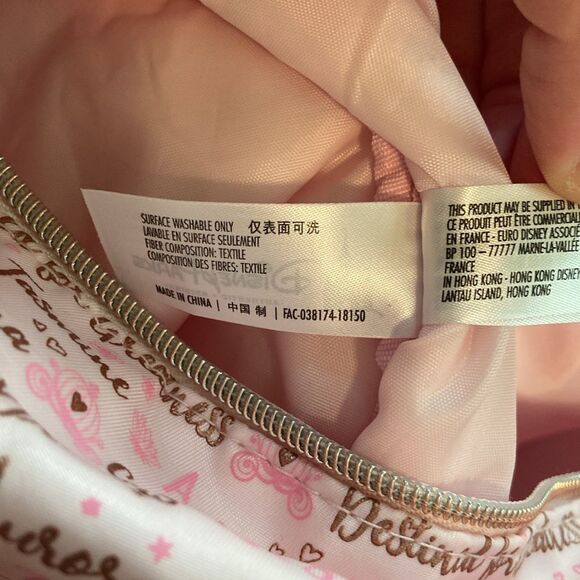 SURFACE WASHABLE ONLY 仅表面可洗
LAVABLE EN SURFACE SEULEMENT
FIBER COMPOSITION: TEXTILE
COMPOSITION DES FIBRES: TEXTILE
MADE IN CHINA | 中国制 | FAC-038174-18150
THIS PRODUCT MAY BE SUPPLIED IN
CE PRODUIT PEUT ÊTRE COMMERCIAL
EN FRANCE - EURO DISNEY ASSOCIÉ
BP 100 - 77777 MARNE-LA-VALLÉE
FRANCE
IN HONG KONG - HONG KONG DISNEY
LANTAU ISLAND, HONG KONG
Jasmine
Destined for